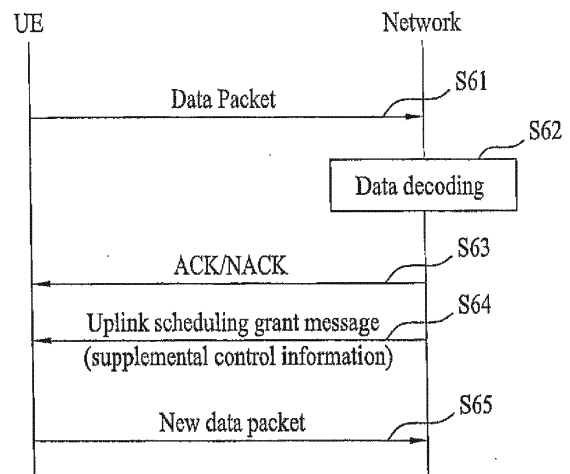 UE
Network
Data Packet
S61
S62
Data decoding
S63
ACK/NACK
S64
Uplink scheduling grant message
(supplemental control information)
S65
New data packet